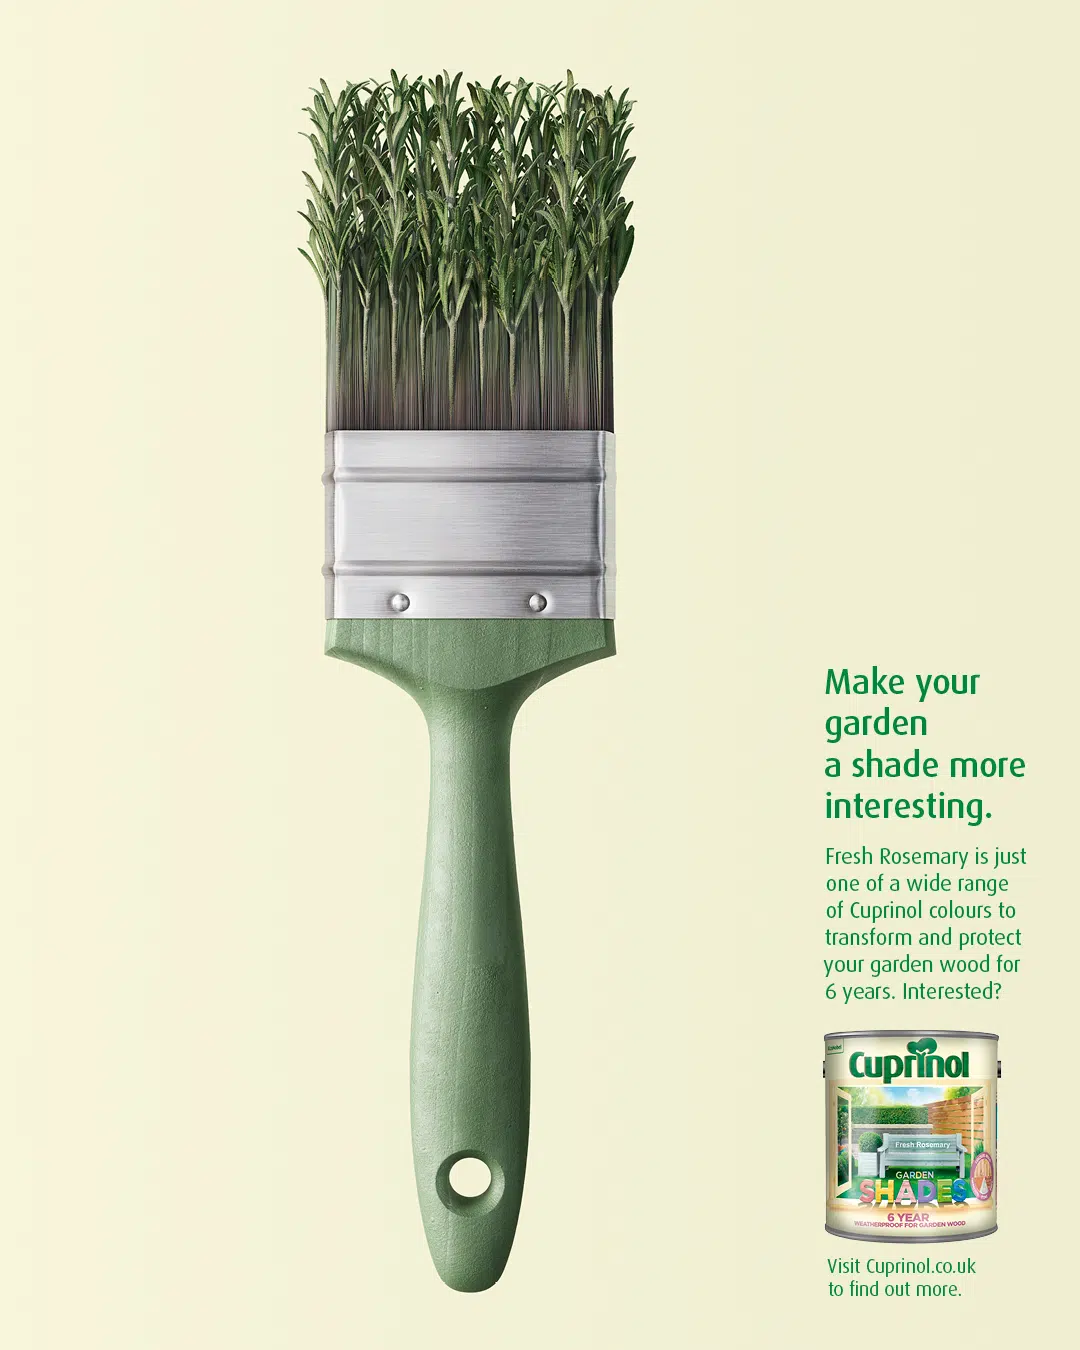 Make your
garden
a shade more
interesting.
Fresh Rosemary is just
one of a wide range
of Cuprinol colours to
transform and protect
your garden wood for
6 years. Interested?
Cuprinol
Fresh Rosemary
GARDEN
SHADES
6 YEAR
WEATHERPROOF FOR GARDEN WOOD
Visit Cuprinol.co.uk
to find out more.